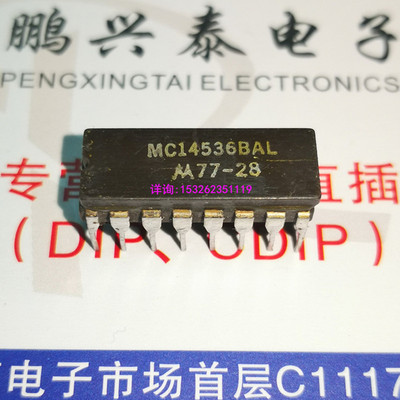 鹏兴泰电子
PENGXINGTAI ELECTRONICS
MC14536BAL
77-28
详询:15326235119
专营 直插
(DIP、CDIP)
电子市场首层C1117